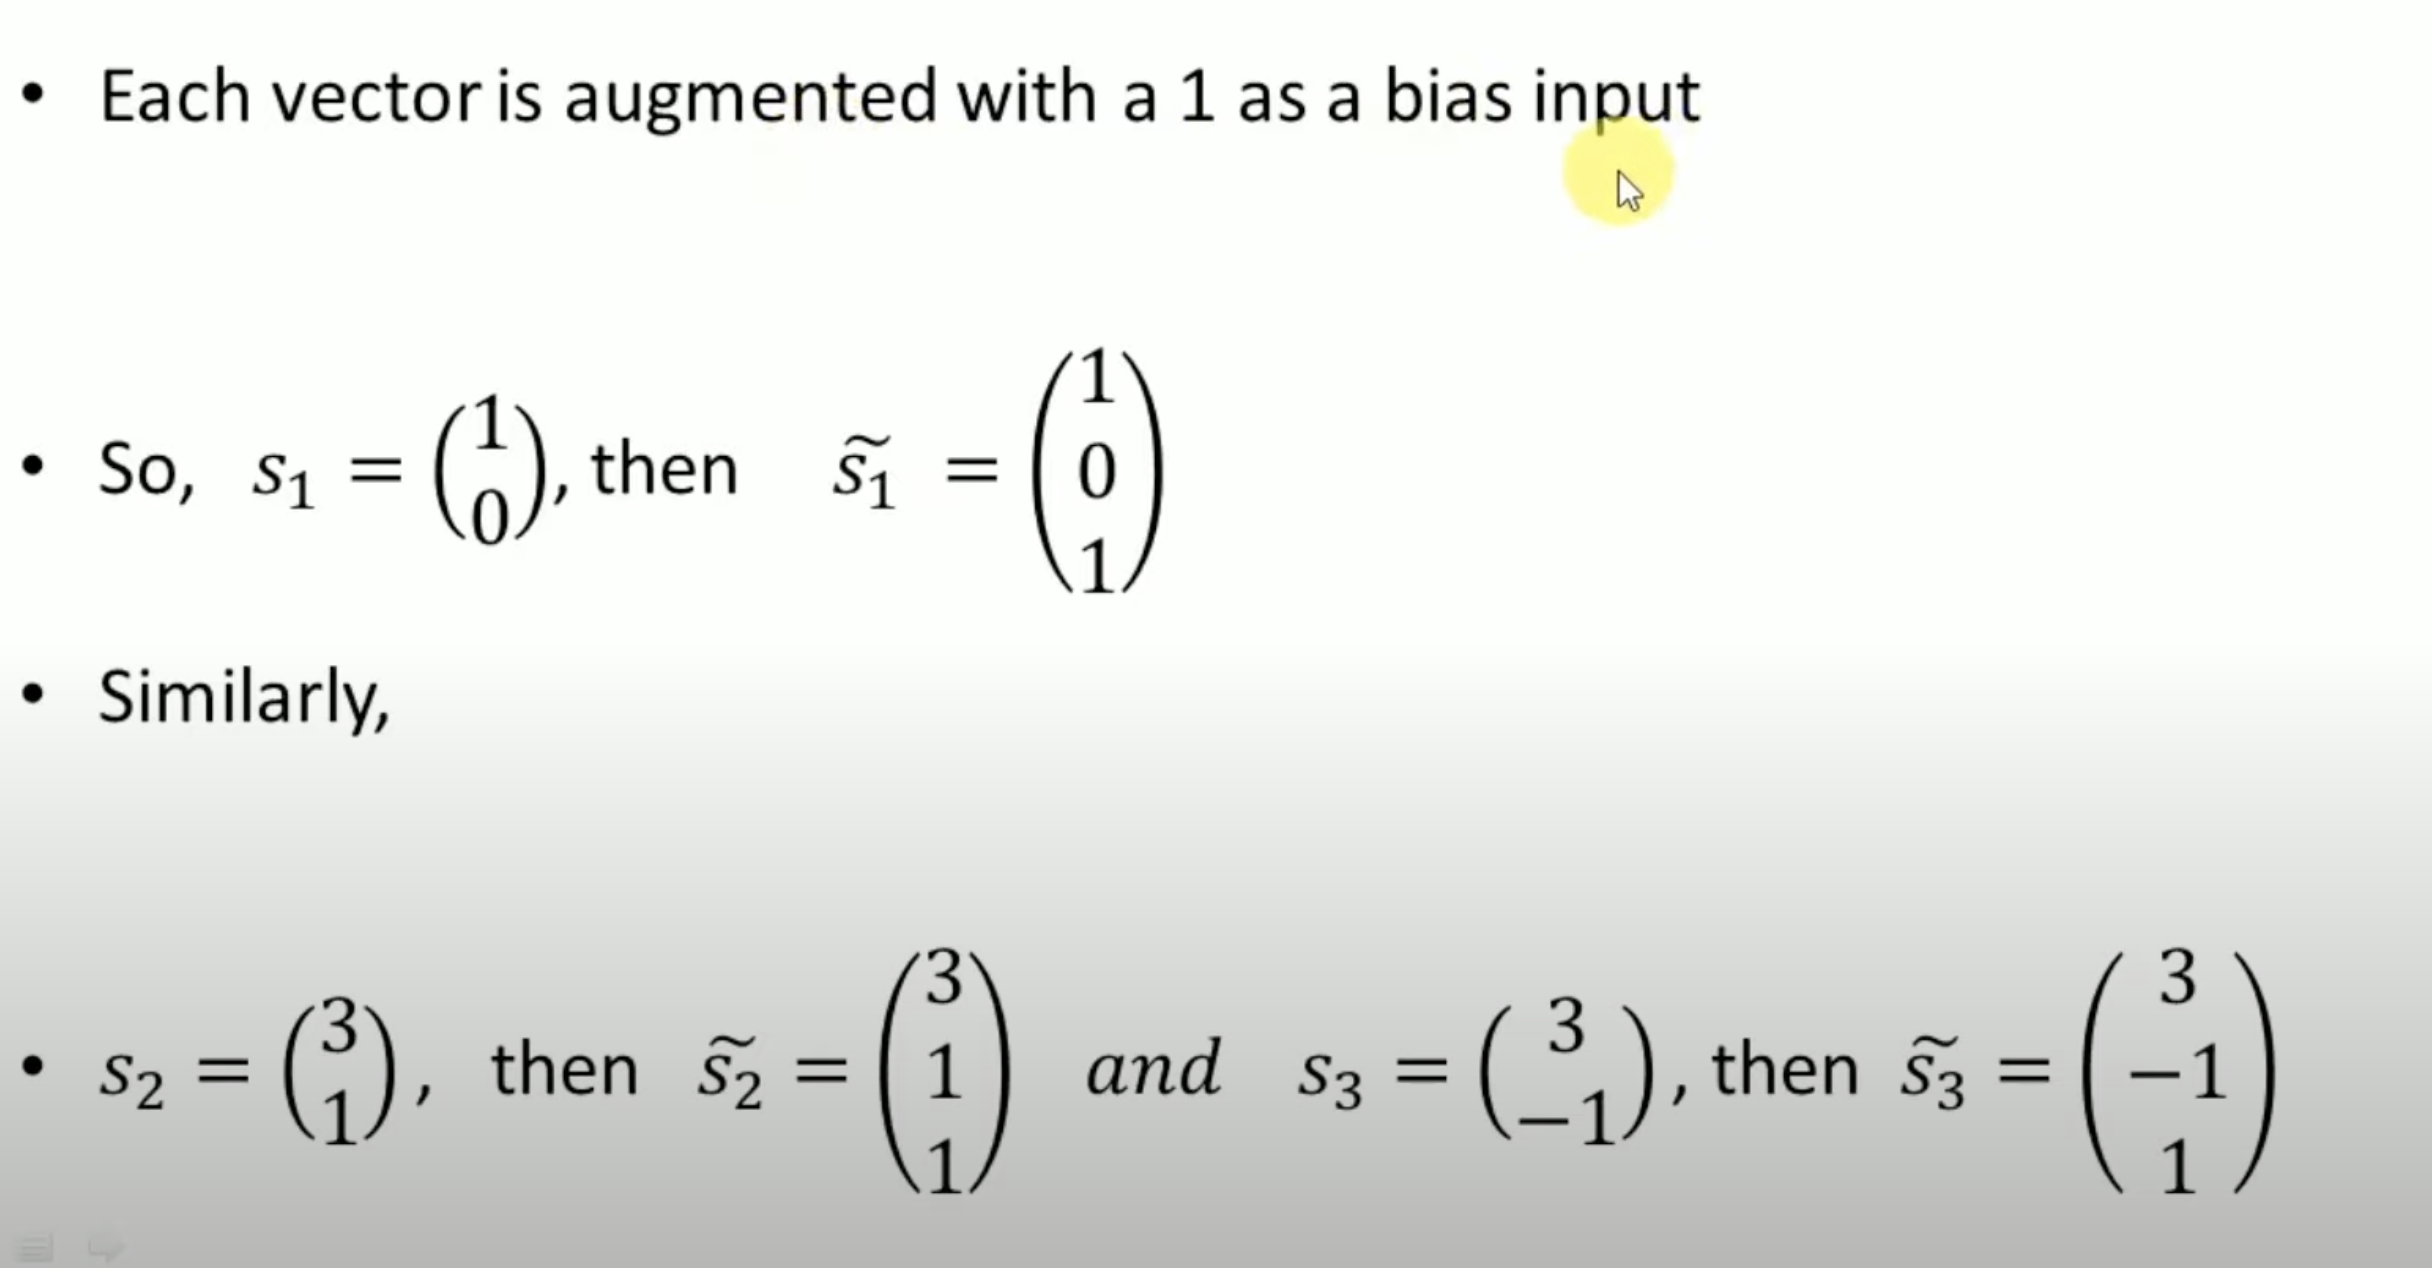 • Each vector is augmented with a 1 as a bias input
• So, s₁ = (1 0), then s̃₁ = (1 0 1)
• Similarly,
• s₂ = (3 1), then s̃₂ = (3 1 1) and s₃ = (3 −1), then s̃₃ = (3 −1 1)